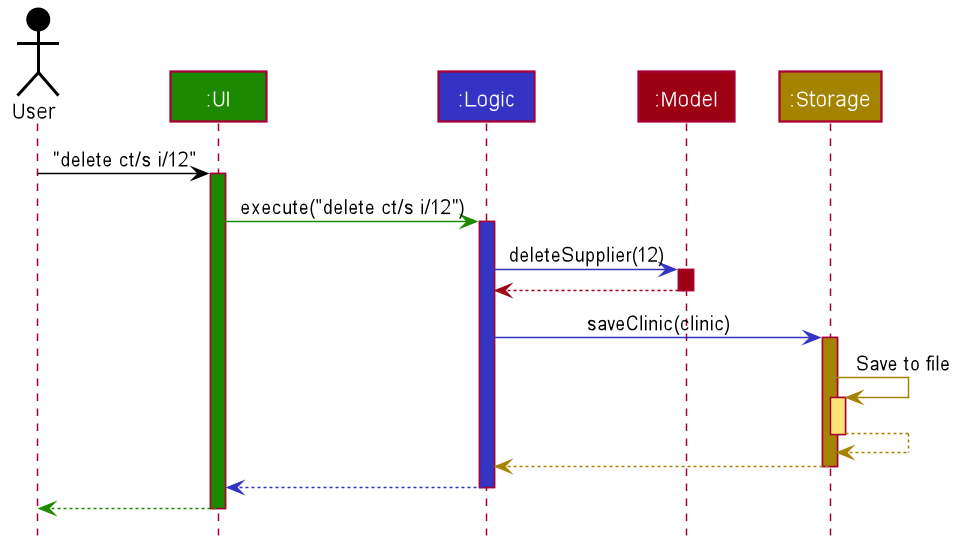 User
:UI
:Logic
:Model
:Storage
"delete ct/s i/12"
execute("delete ct/s i/12")
deleteSupplier(12)
saveClinic(clinic)
Save to file